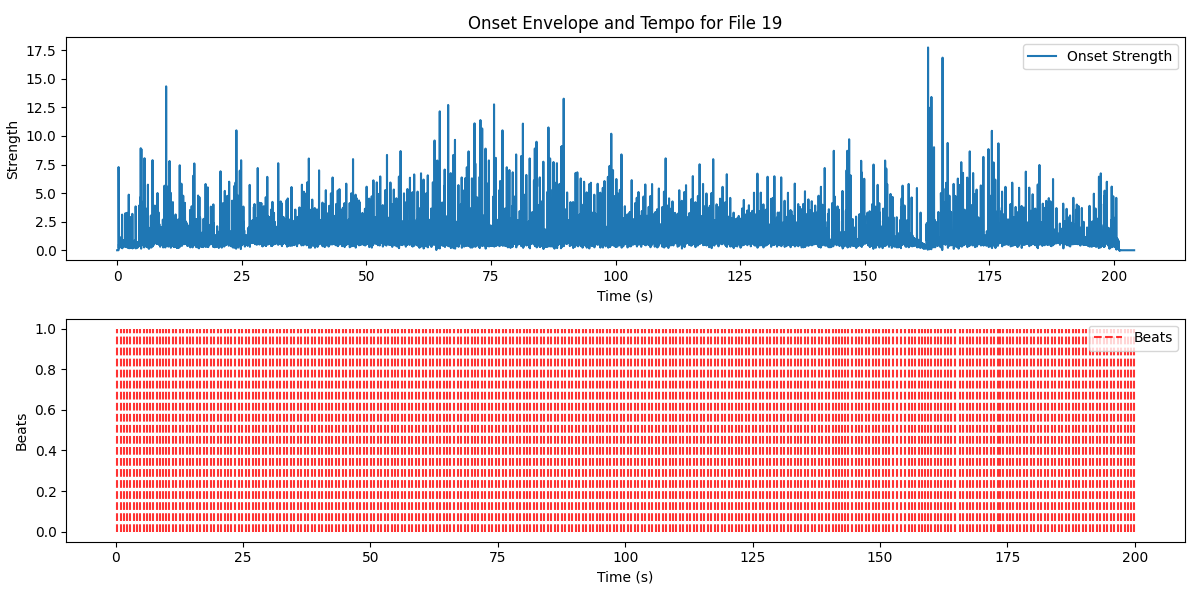 Onset Envelope and Tempo for File 19
17.5
15.0
12.5
10.0
7.5
5.0
2.5
0.0
Strength
Onset Strength
0 25 50 75 100 125 150 175 200
Time (s)
1.0
0.8
0.6
0.4
0.2
0.0
Beats
Beats
0 25 50 75 100 125 150 175 200
Time (s)